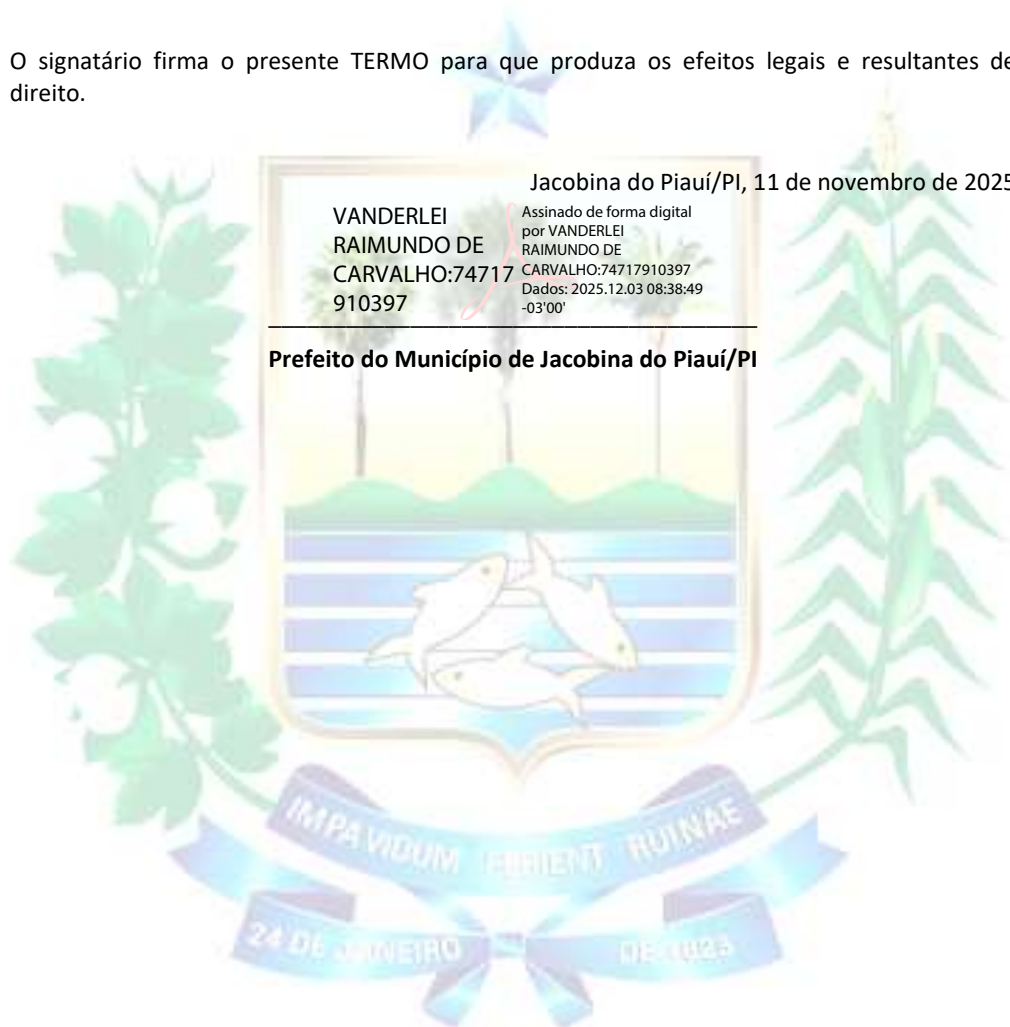 O signatário firma o presente TERMO para que produza os efeitos legais e resultantes de
direito.
Jacobina do Piauí/PI, 11 de novembro de 2025
VANDERLEI
RAIMUNDO DE
CARVALHO:74717
910397
Assinado de forma digital
por VANDERLEI
RAIMUNDO DE
CARVALHO:74717910397
Dados: 2025.12.03 08:38:49
-03'00'
Prefeito do Município de Jacobina do Piauí/PI
IMPAVIDUM FERIENT RUINAE
24 DE JANEIRO DE 1823